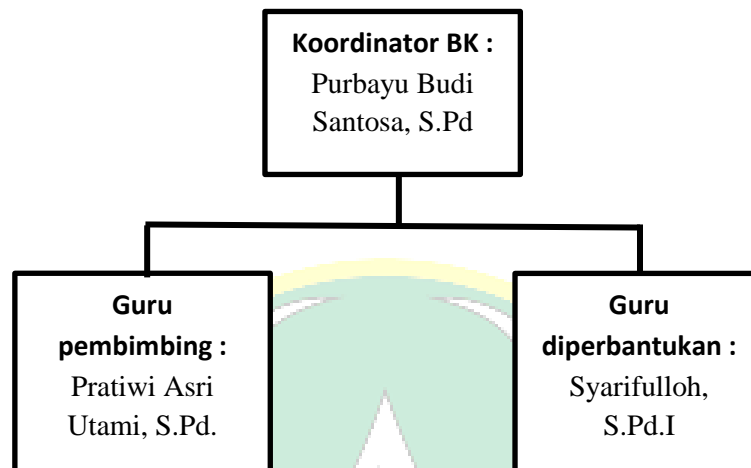 Koordinator BK :
Purbayu Budi
Santosa, S.Pd
Guru
pembimbing :
Pratiwi Asri
Utami, S.Pd.
Guru
diperbantukan :
Syarifulloh,
S.Pd.I